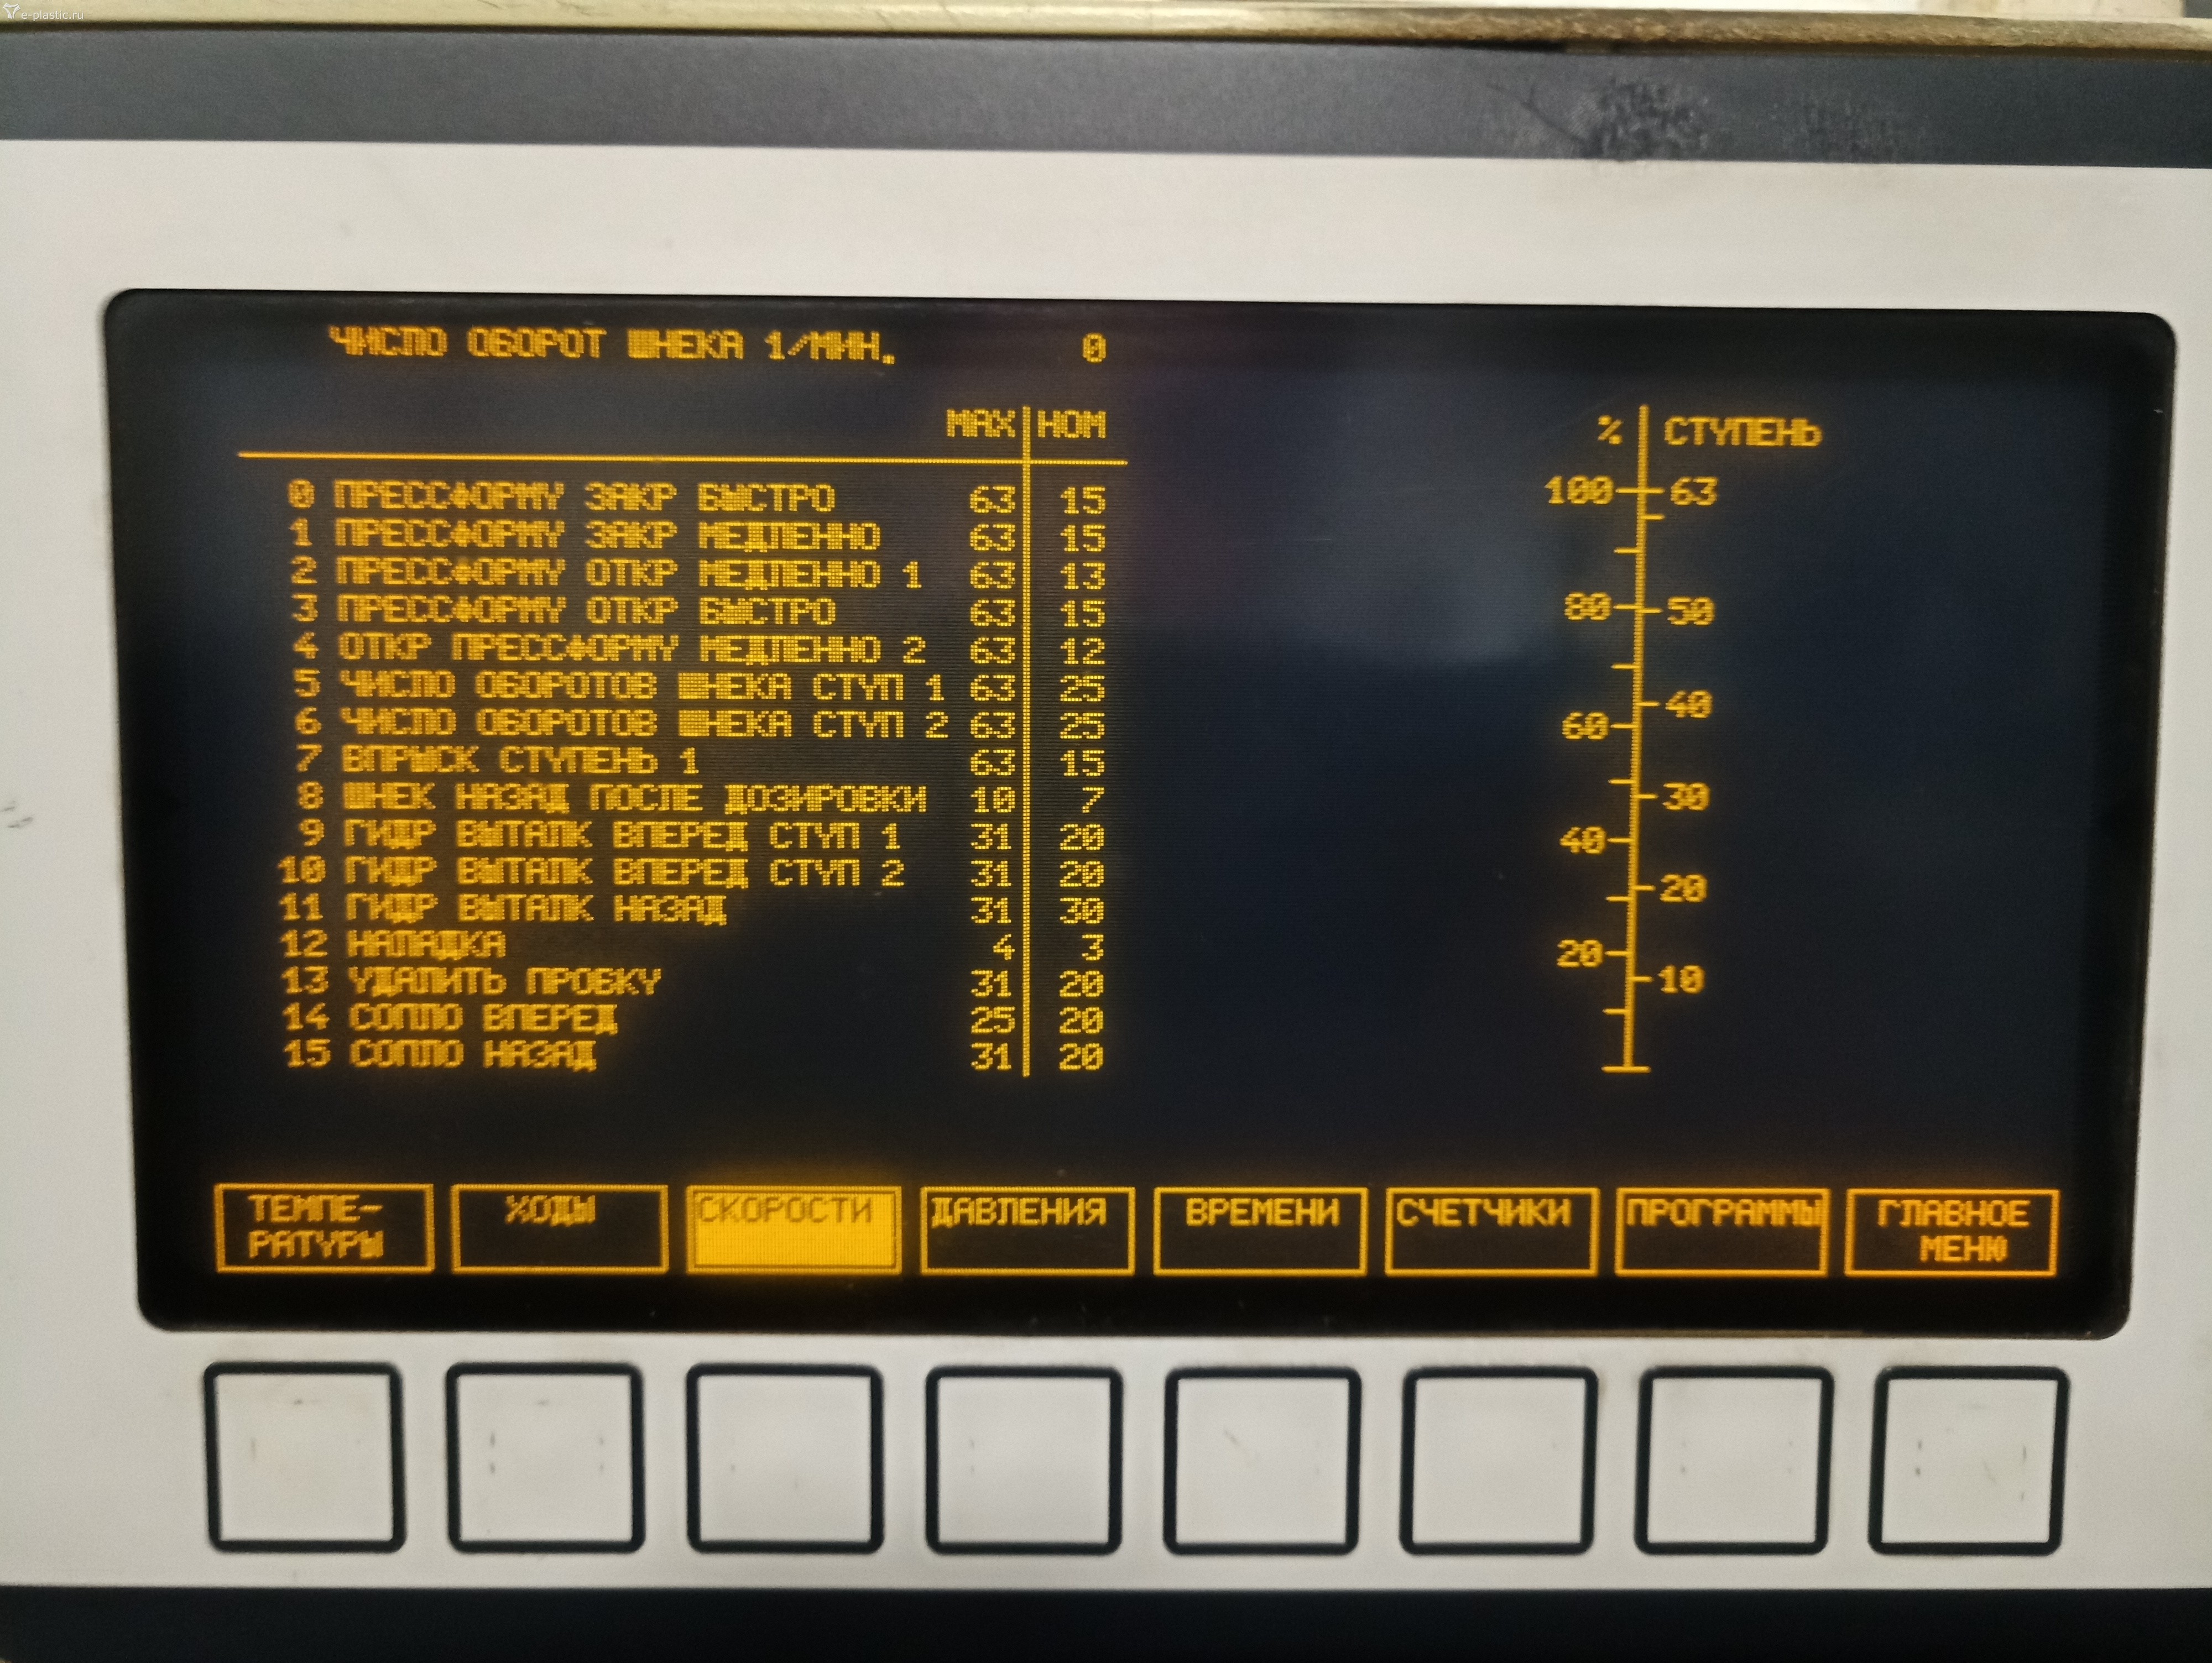 e-plastic.ru
ЧИСЛО ОБОРОТ ШНЕКА 1/МИН. 0
MAX НОМ
0 ПРЕССФОРМУ ЗАКР БЫСТРО 63 15
1 ПРЕССФОРМУ ЗАКР МЕДЛЕННО 63 15
2 ПРЕССФОРМУ ОТКР МЕДЛЕННО 1 63 13
3 ПРЕССФОРМУ ОТКР БЫСТРО 63 15
4 ОТКР ПРЕССФОРМУ МЕДЛЕННО 2 63 12
5 ЧИСЛО ОБОРОТОВ ШНЕКА СТУП 1 63 25
6 ЧИСЛО ОБОРОТОВ ШНЕКА СТУП 2 63 25
7 ВПРЫСК СТУПЕНЬ 1 63 15
8 ШНЕК НАЗАД ПОСЛЕ ДОЗИРОВКИ 10 7
9 ГИДР ВЫТАЛК ВПЕРЕД СТУП 1 31 20
10 ГИДР ВЫТАЛК ВПЕРЕД СТУП 2 31 20
11 ГИДР ВЫТАЛК НАЗАД 31 30
12 НАЛАДКА 4 3
13 УДАЛИТЬ ПРОБКУ 31 20
14 СОПЛО ВПЕРЕД 25 20
15 СОПЛО НАЗАД 31 20
% СТУПЕНЬ
100 63
80 50
40
60
30
40
20
20
10
ТЕМПЕ-
РАТУРЫ
ХОДЫ
СКОРОСТИ
ДАВЛЕНИЯ
ВРЕМЕНИ
СЧЕТЧИКИ
ПРОГРАММЫ
ГЛАВНОЕ
МЕНЮ